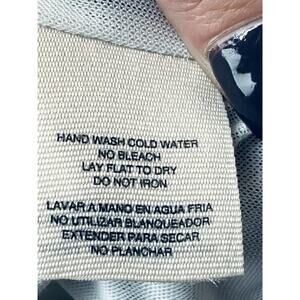 HAND WASH COLD WATER
NO BLEACH
LAY FLAT TO DRY
DO NOT IRON
LAVAR A MANO EN AGUA FRIA
NO UTILIZAR BLANQUEADOR
EXTENDER PARA SECAR
NO PLANCHAR